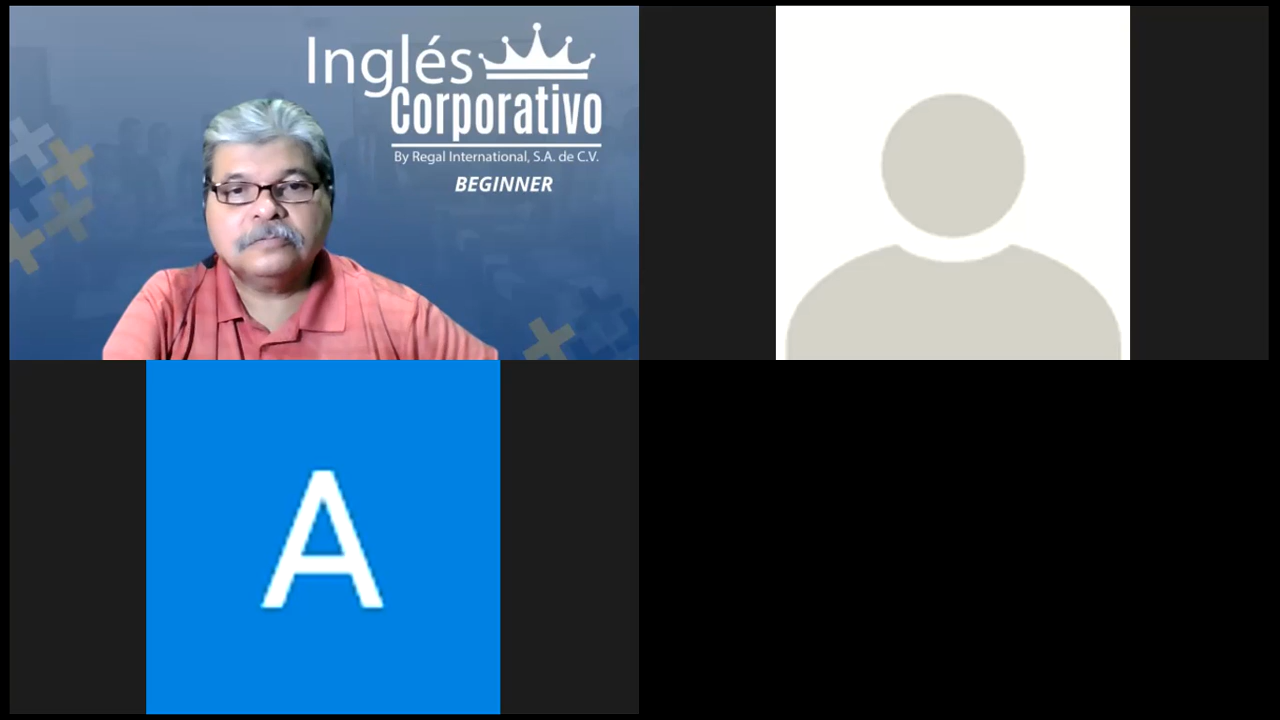 Inglés
Corporativo
By Regal International, S.A. de C.V.
BEGINNER
A